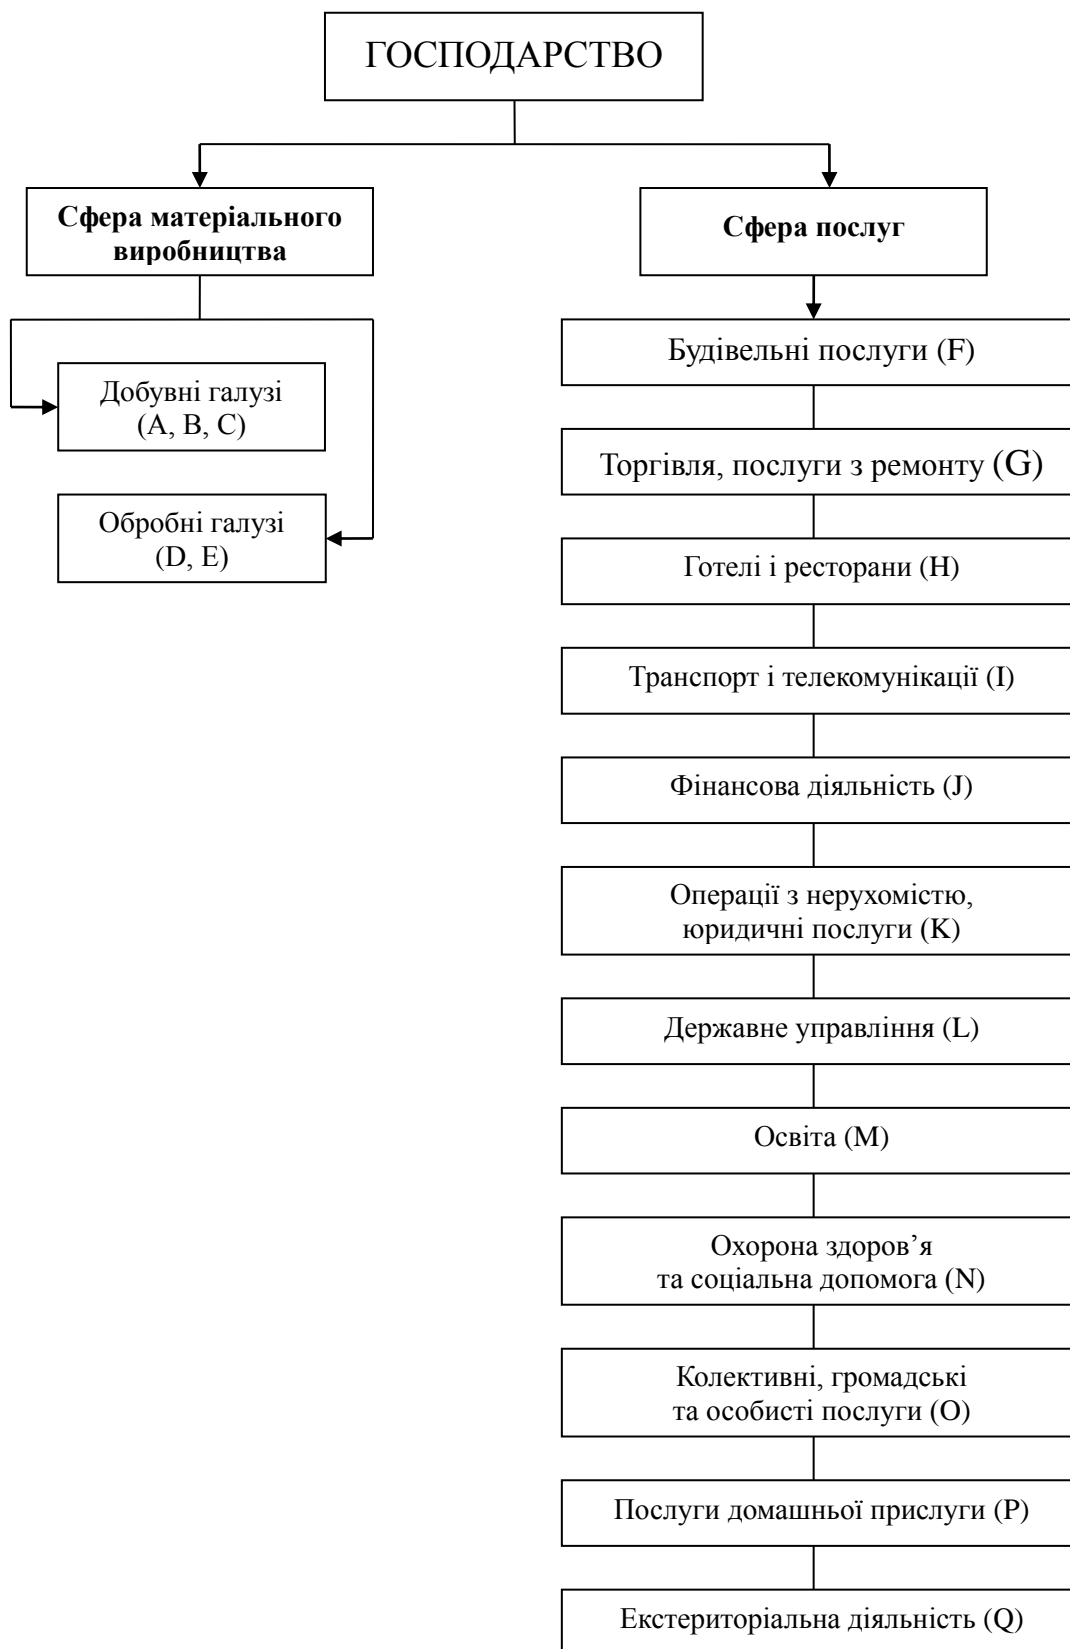 ГОСПОДАРСТВО
Сфера матеріального
виробництва
Сфера послуг
Добувні галузі
(A, B, C)
Обробні галузі
(D, E)
Будівельні послуги (F)
Торгівля, послуги з ремонту (G)
Готелі і ресторани (H)
Транспорт і телекомунікації (I)
Фінансова діяльність (J)
Операції з нерухомістю,
юридичні послуги (K)
Державне управління (L)
Освіта (M)
Охорона здоров’я
та соціальна допомога (N)
Колективні, громадські
та особисті послуги (O)
Послуги домашньої прислуги (P)
Екстериторіальна діяльність (Q)